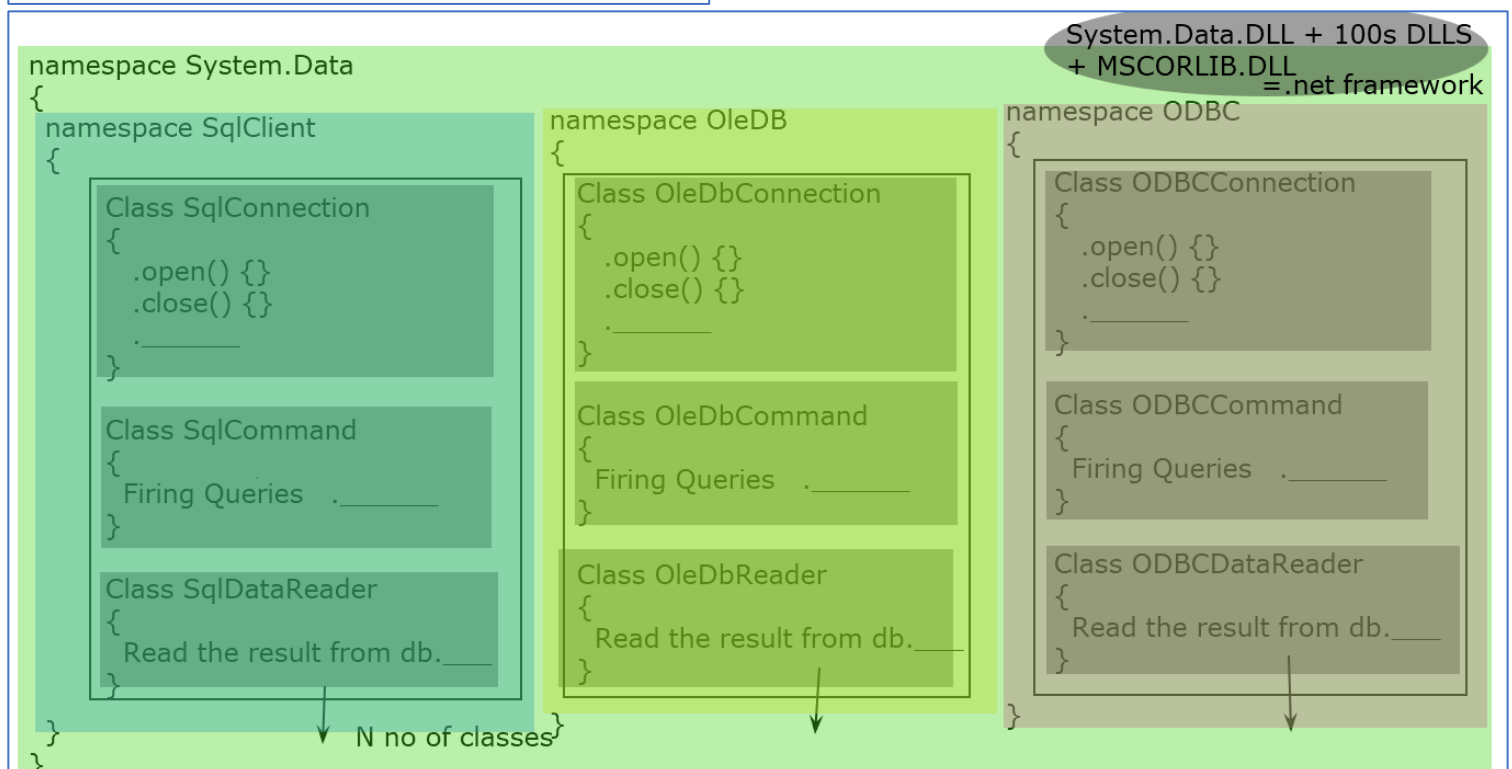 System.Data.DLL + 100s DLLS
+ MSCORLIB.DLL
=.net framework
namespace System.Data
{
namespace SqlClient
{
Class SqlConnection
{
.open() {}
.close() {}
._______
}
Class SqlCommand
{
Firing Queries ._______
}
Class SqlDataReader
{
Read the result from db.____
}
}
N no of classes
namespace OleDB
{
Class OleDbConnection
{
.open() {}
.close() {}
._______
}
Class OleDbCommand
{
Firing Queries ._______
}
Class OleDbReader
{
Read the result from db.____
}
}
namespace ODBC
{
Class ODBCConnection
{
.open() {}
.close() {}
._______
}
Class ODBCCommand
{
Firing Queries ._______
}
Class ODBCDataReader
{
Read the result from db.____
}
}
}